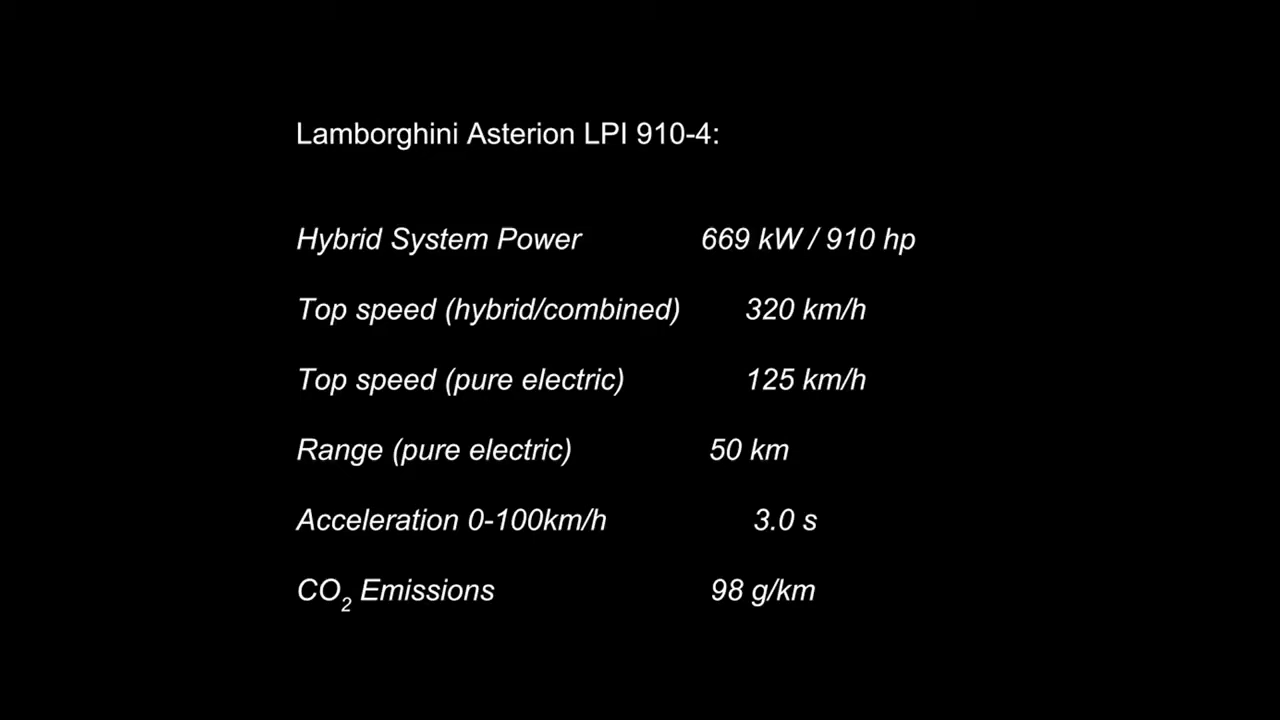 Lamborghini Asterion LPI 910-4:
Hybrid System Power 669 kW / 910 hp
Top speed (hybrid/combined) 320 km/h
Top speed (pure electric) 125 km/h
Range (pure electric) 50 km
Acceleration 0-100km/h 3.0 s
CO₂ Emissions 98 g/km